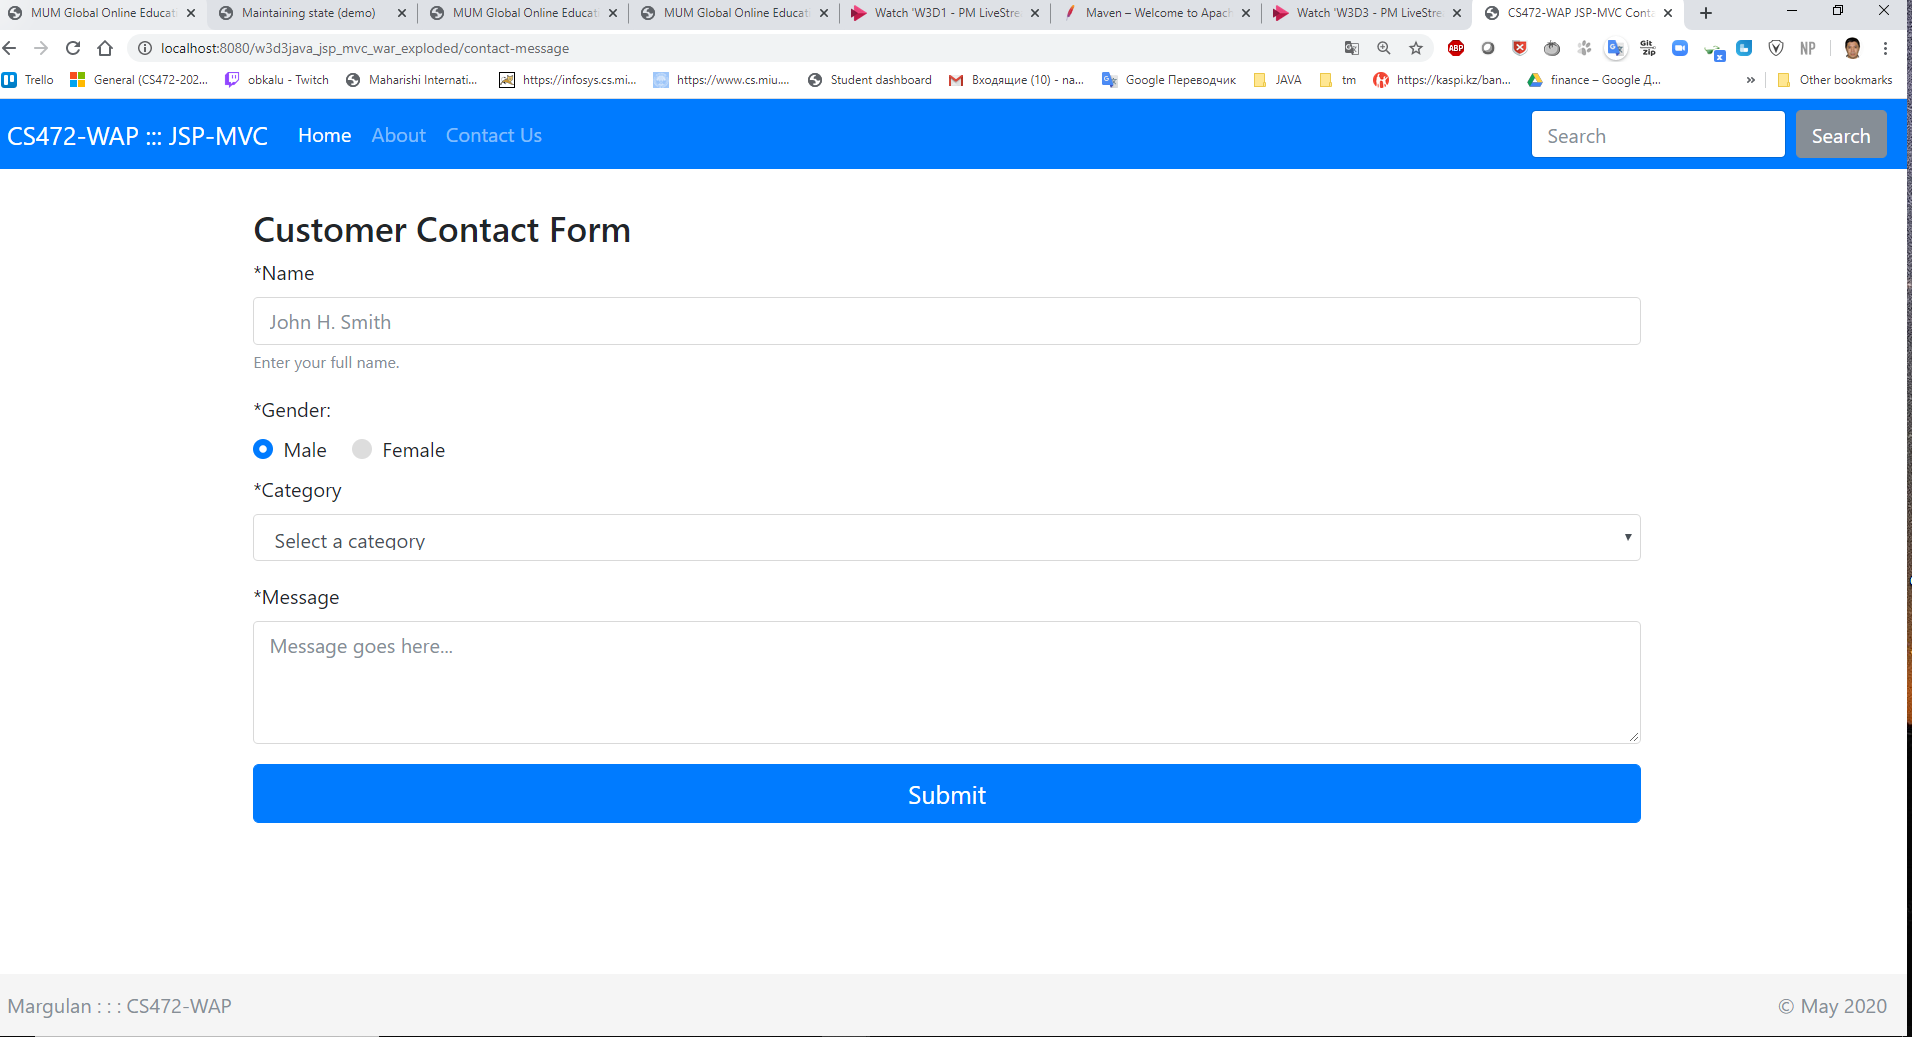 MUM Global Online Educat
Maintaining state (demo)
MUM Global Online Educat
MUM Global Online Educat
Watch 'W3D1 - PM LiveStre
Maven – Welcome to Apach
Watch 'W3D3 - PM LiveStre
CS472-WAP JSP-MVC Conta
localhost:8080/w3d3java_jsp_mvc_war_exploded/contact-message
ABP
Git zip
NP
Trello
General (CS472-202...
obkalu - Twitch
Maharishi Internati...
https://infosys.cs.mi...
https://www.cs.miu....
Student dashboard
Входящие (10) - na...
Google Переводчик
JAVA
tm
https://kaspi.kz/ban...
finance – Google Д...
»
Other bookmarks
CS472-WAP ::: JSP-MVC
Home
About
Contact Us
Search
Search
Customer Contact Form
*Name
John H. Smith
Enter your full name.
*Gender:
Male
Female
*Category
Select a category
*Message
Message goes here...
Submit
Margulan : : : CS472-WAP
© May 2020